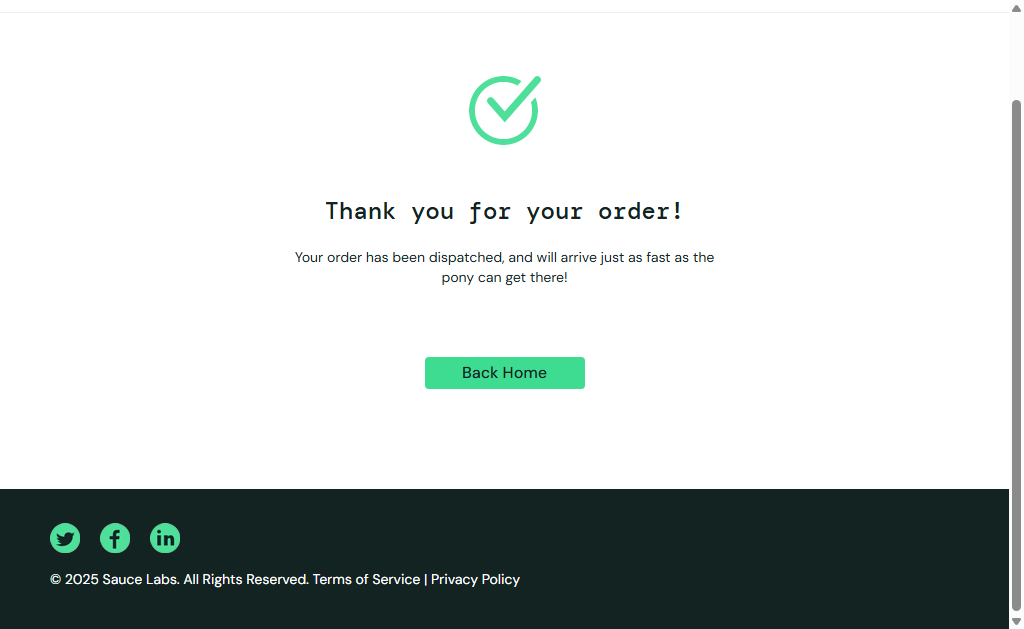 Thank you for your order!
Your order has been dispatched, and will arrive just as fast as the
pony can get there!
Back Home
© 2025 Sauce Labs. All Rights Reserved. Terms of Service | Privacy Policy